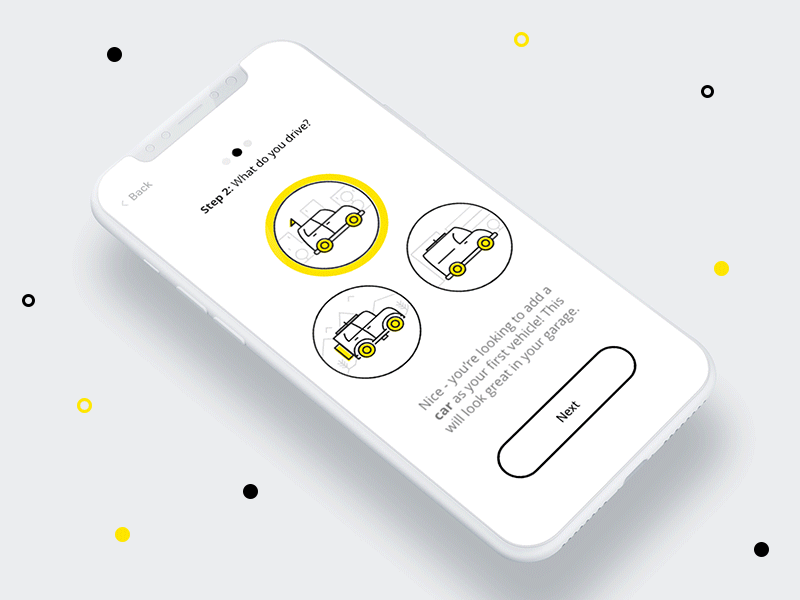 ‹ Back
Step 2: What do you drive?
Nice - you're looking to add a
car as your first vehicle! This
will look great in your garage.
Next